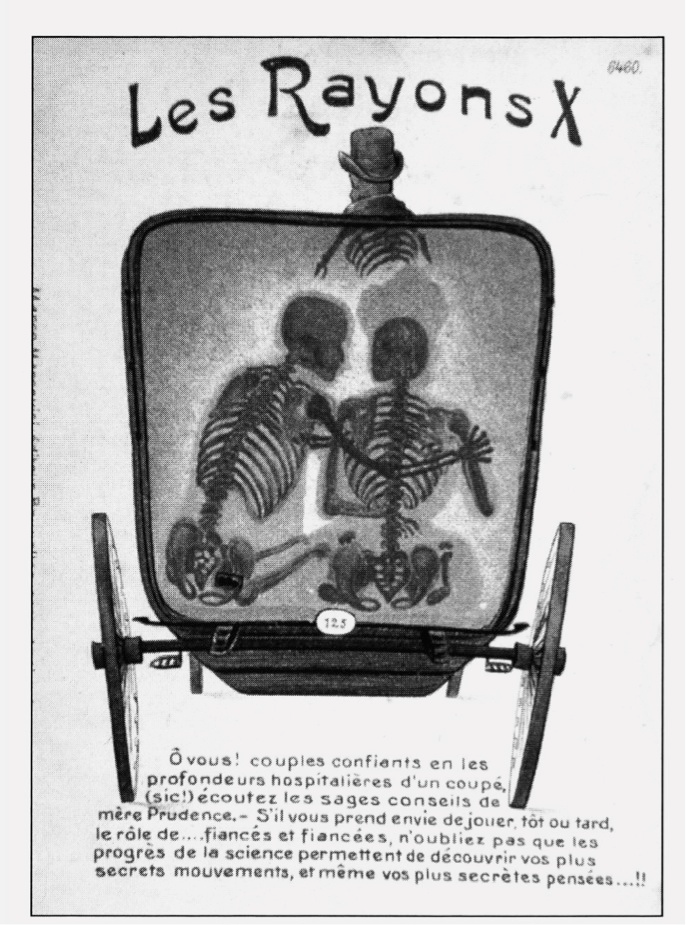 6460.
Les Rayons X
125
Ô vous! couples confiants en les
profondeurs hospitalières d'un coupé,
(sic!) écoutez les sages conseils de
mère Prudence.- S'il vous prend envie de jouer, tôt ou tard,
le rôle de....fiancés et fiancées, n'oubliez pas que les
progrès de la science permettent de découvrir vos plus
secrets mouvements, et même vos plus secrètes pensées...!!